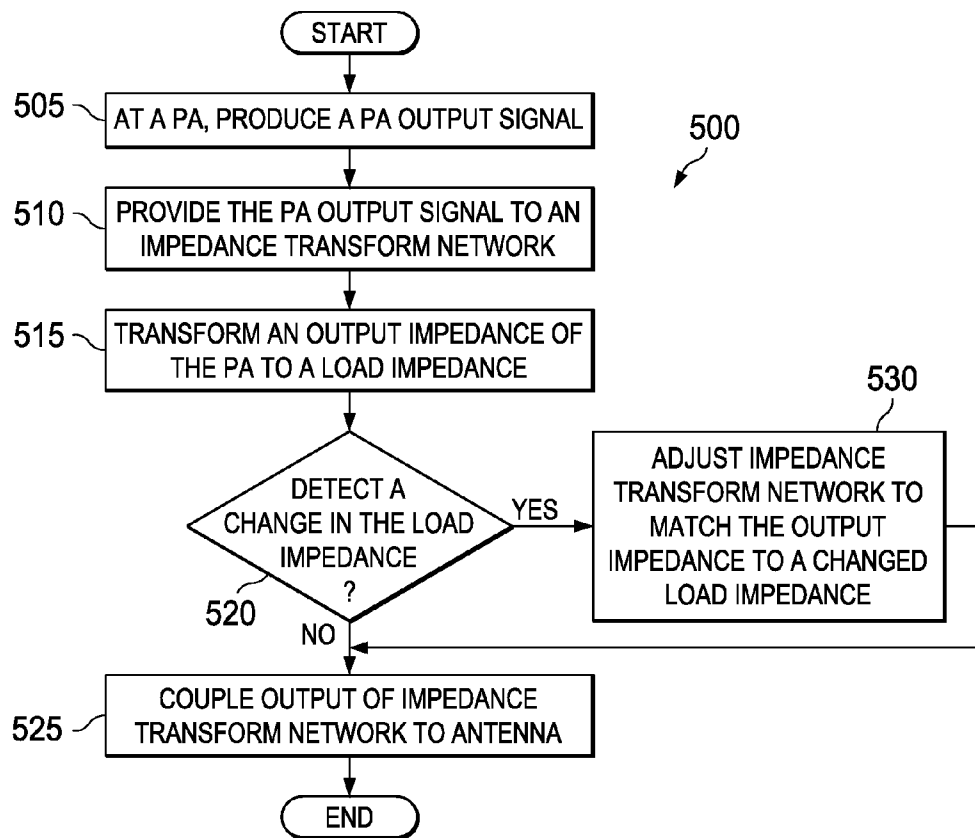 START
505
AT A PA, PRODUCE A PA OUTPUT SIGNAL
500
510
PROVIDE THE PA OUTPUT SIGNAL TO AN
IMPEDANCE TRANSFORM NETWORK
515
TRANSFORM AN OUTPUT IMPEDANCE OF
THE PA TO A LOAD IMPEDANCE
DETECT A
CHANGE IN THE LOAD
IMPEDANCE
?
520
YES
NO
530
ADJUST IMPEDANCE
TRANSFORM NETWORK TO
MATCH THE OUTPUT
IMPEDANCE TO A CHANGED
LOAD IMPEDANCE
525
COUPLE OUTPUT OF IMPEDANCE
TRANSFORM NETWORK TO ANTENNA
END